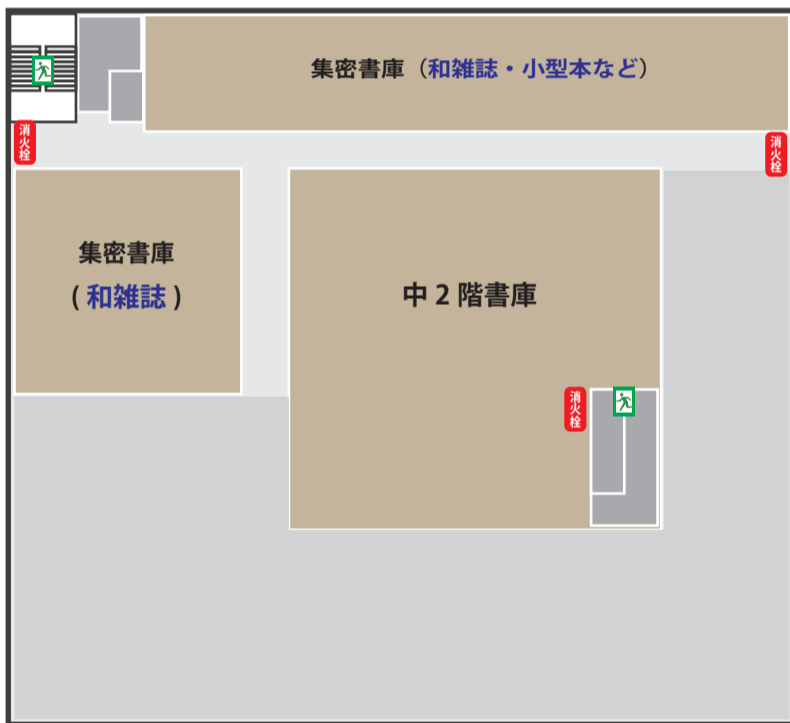 集密書庫（和雑誌・小型本など）
消火栓
消火栓
集密書庫
( 和雑誌 )
中 2 階書庫
消火栓